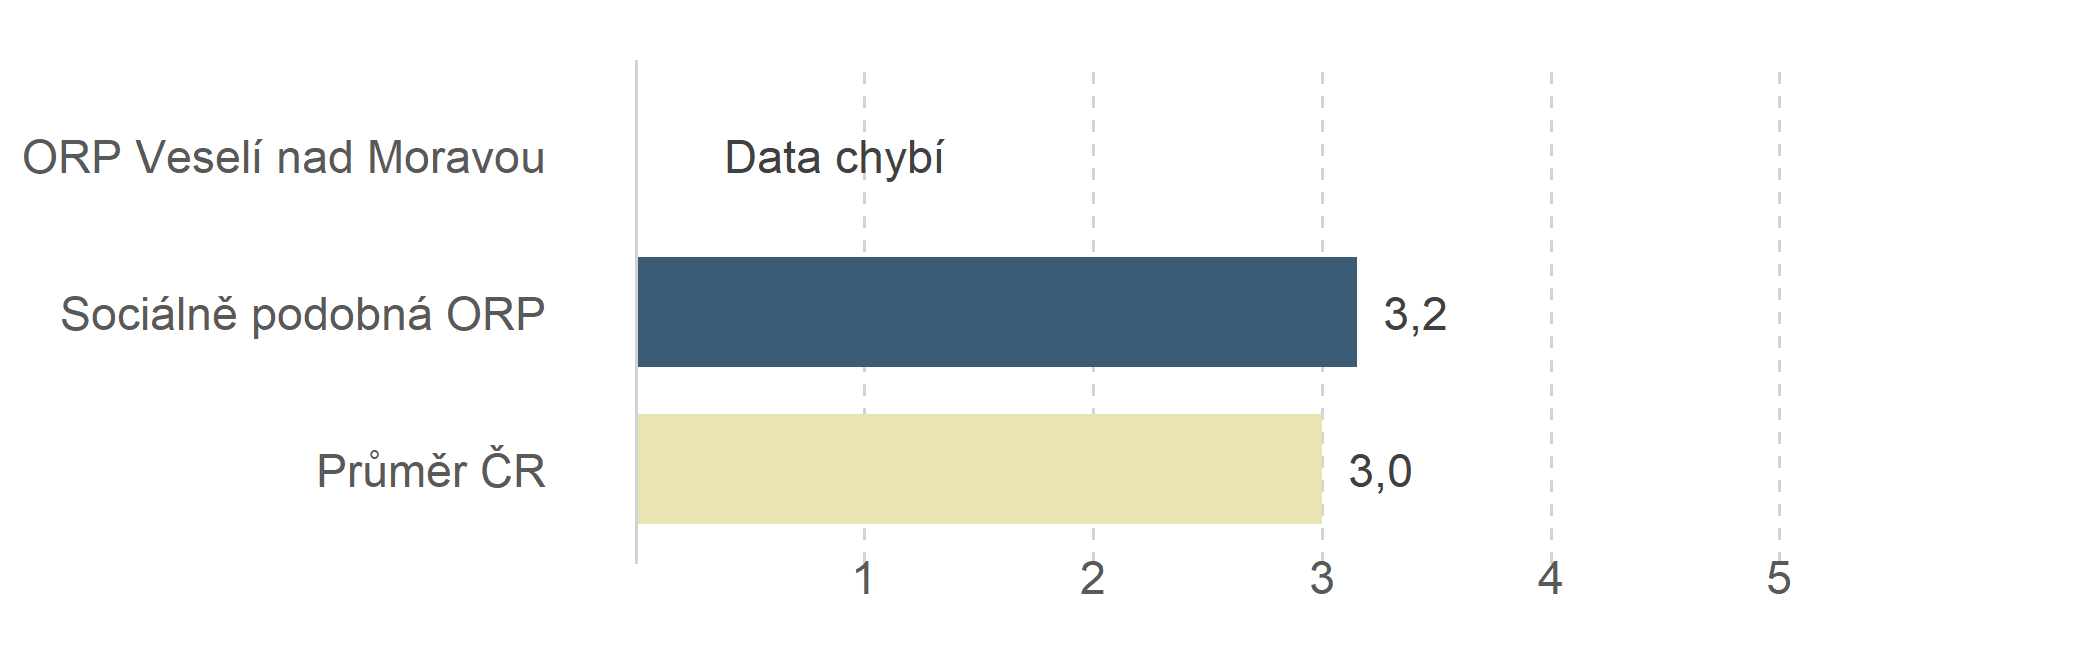 ORP Veselí nad Moravou
Data chybí
Sociálně podobná ORP
3,2
Průměr ČR
3,0
1 2 3 4 5